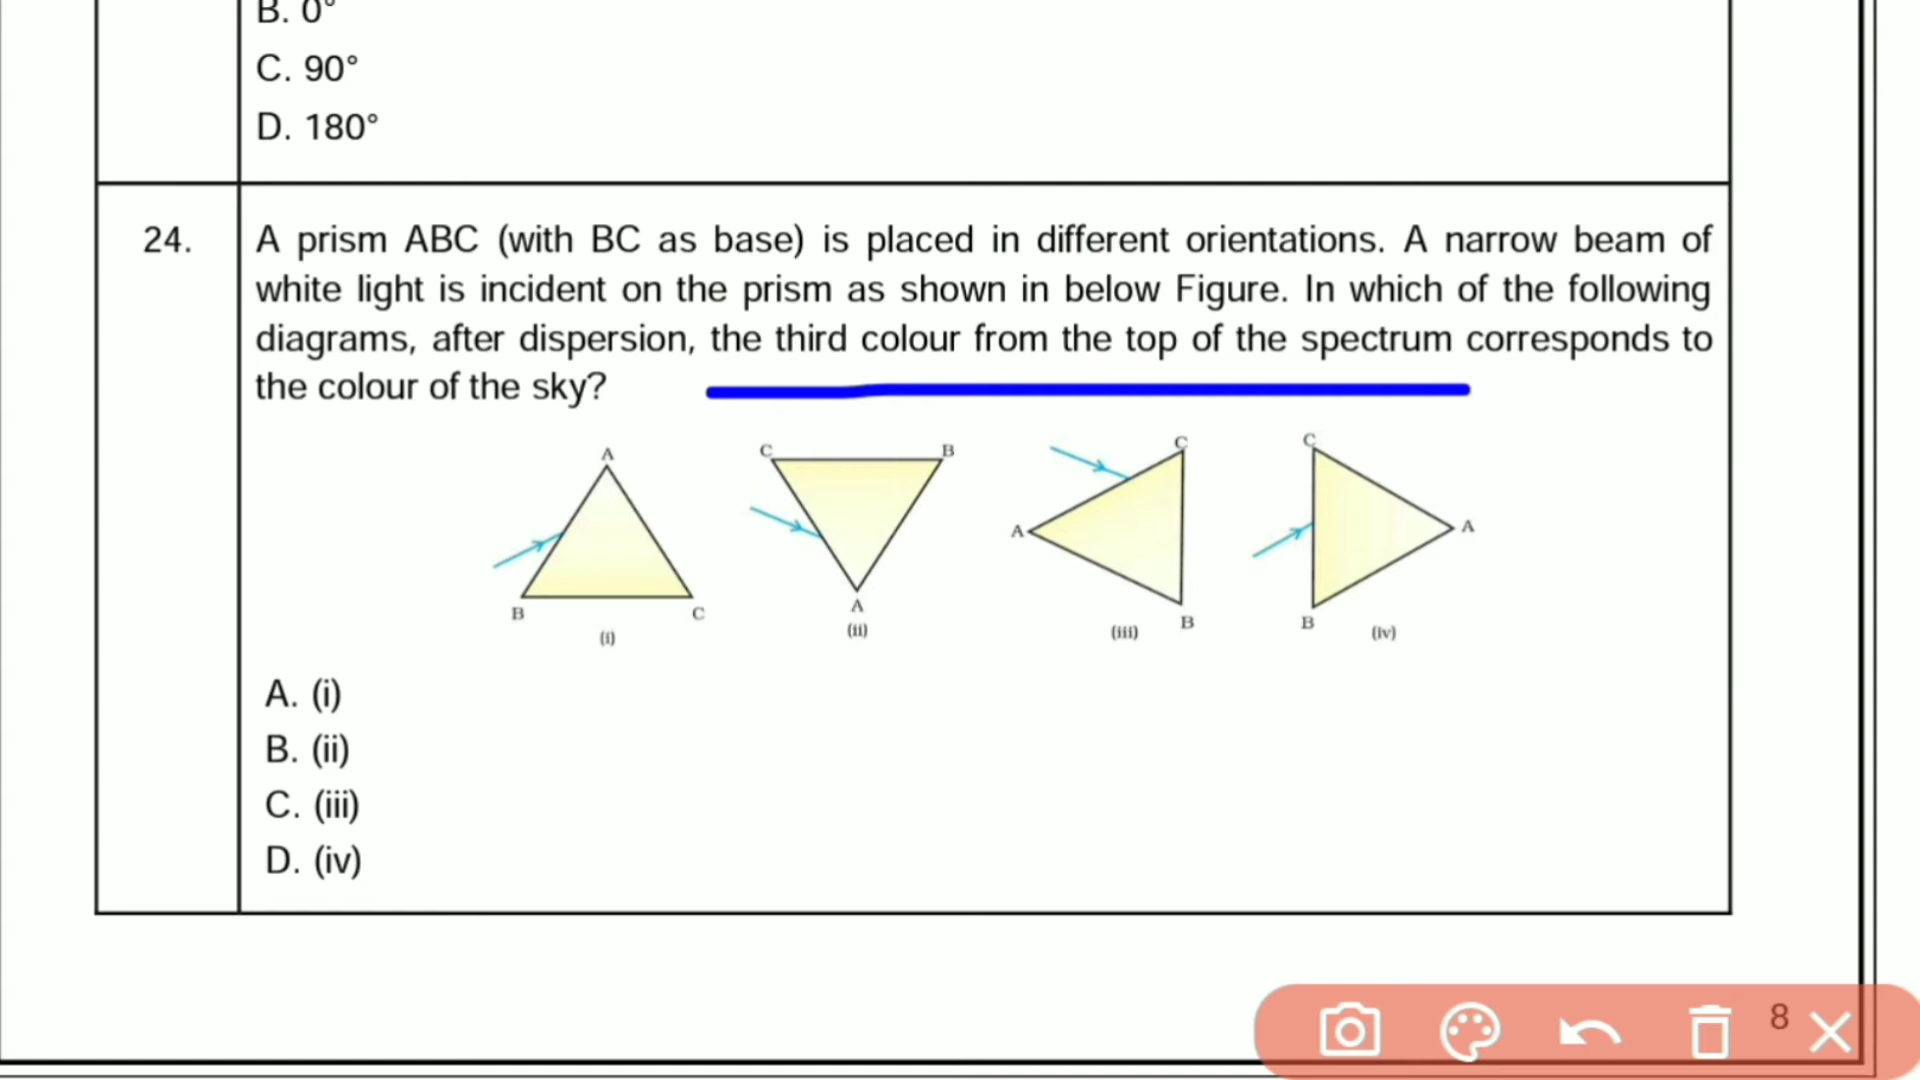 B. 0°
C. 90°
D. 180°
24.
A prism ABC (with BC as base) is placed in different orientations. A narrow beam of
white light is incident on the prism as shown in below Figure. In which of the following
diagrams, after dispersion, the third colour from the top of the spectrum corresponds to
the colour of the sky?
A
B
C
(i)
C
B
A
(ii)
C
A
B
(iii)
C
A
B
(iv)
A. (i)
B. (ii)
C. (iii)
D. (iv)
8